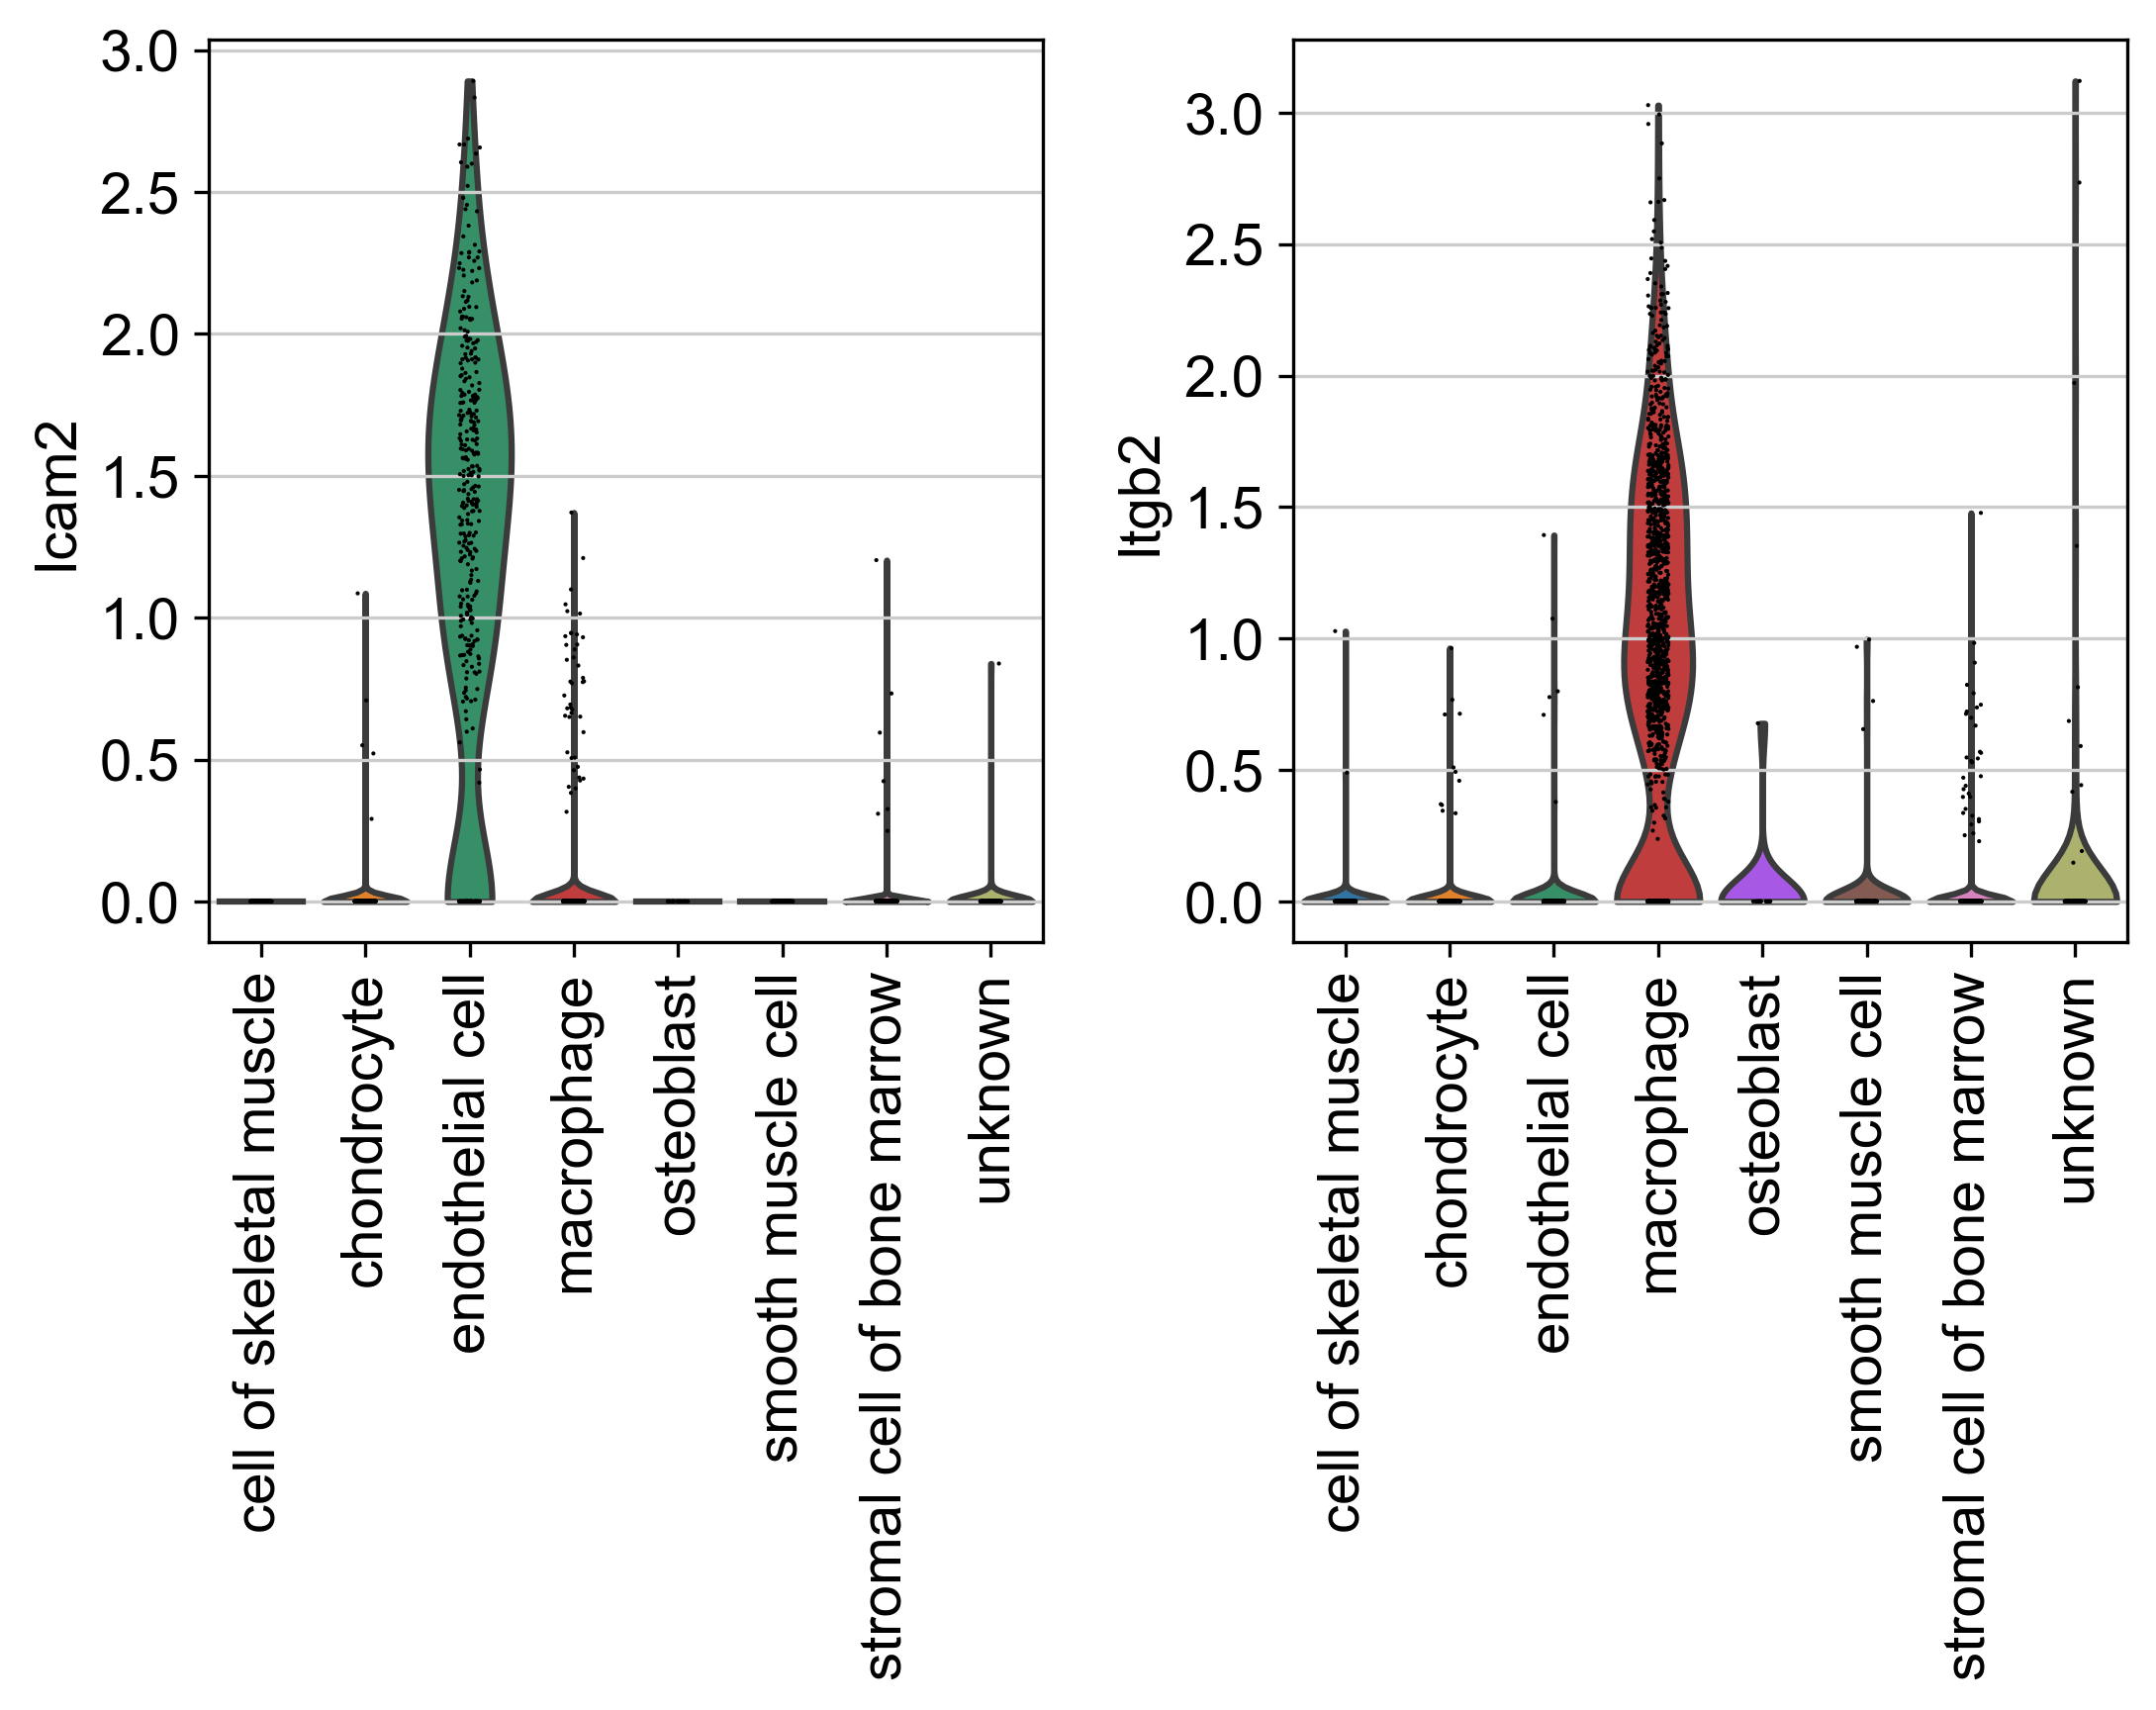 Icam2
3.0
2.5
2.0
1.5
1.0
0.5
0.0
cell of skeletal muscle
chondrocyte
endothelial cell
macrophage
osteoblast
smooth muscle cell
stromal cell of bone marrow
unknown
Itgb2
3.0
2.5
2.0
1.5
1.0
0.5
0.0
cell of skeletal muscle
chondrocyte
endothelial cell
macrophage
osteoblast
smooth muscle cell
stromal cell of bone marrow
unknown